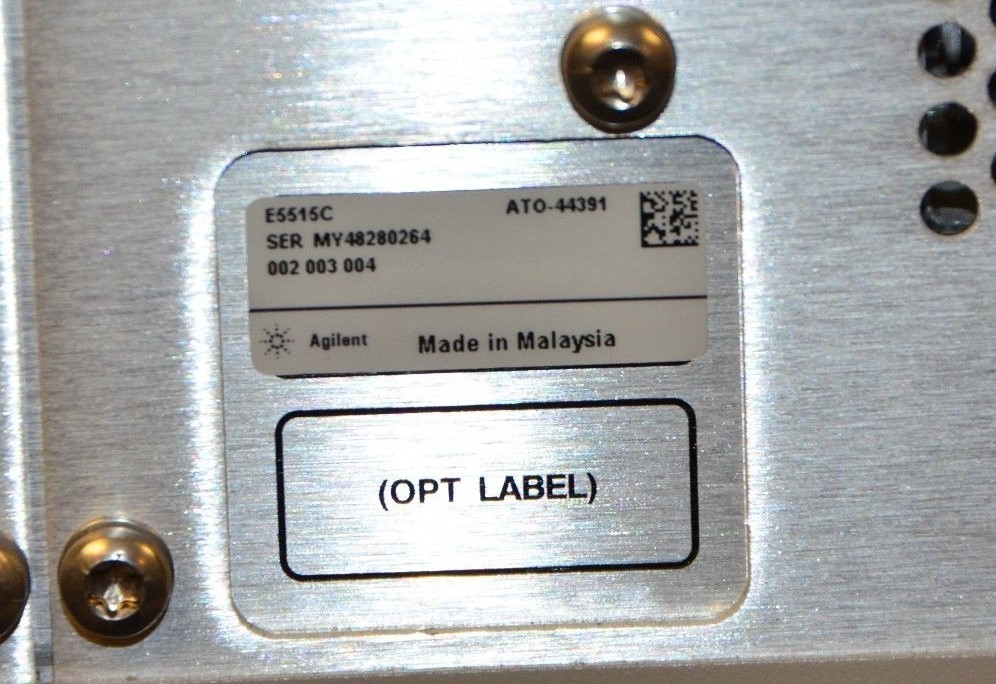 E5515C ATO-44391
SER MY48280264
002 003 004
Agilent Made in Malaysia
(OPT LABEL)